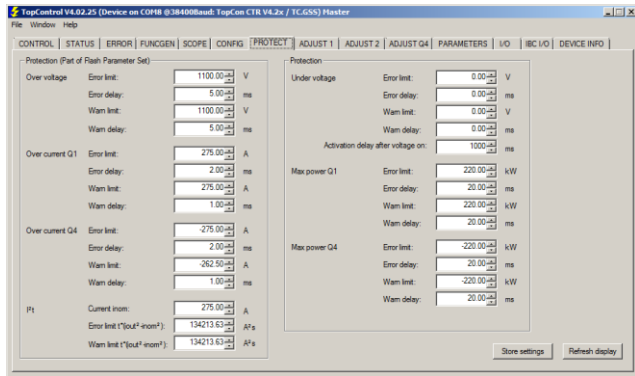 TopControl V4.02.25 (Device on COM8 @38400Baud: TopCon CTR V4.2x / TC.GSS) Master
File Window Help
CONTROL STATUS ERROR FUNCGEN SCOPE CONFIG PROTECT ADJUST 1 ADJUST 2 ADJUST Q4 PARAMETERS I/O IBC I/O DEVICE INFO
Protection (Part of Flash Parameter Set)
Over voltage Error limit: 1100.00 V
Error delay: 5.00 ms
Warn limit: 1100.00 V
Warn delay: 5.00 ms
Over current Q1 Error limit: 275.00 A
Error delay: 2.00 ms
Warn limit: 275.00 A
Warn delay: 1.00 ms
Over current Q4 Error limit: -275.00 A
Error delay: 2.00 ms
Warn limit: -262.50 A
Warn delay: 1.00 ms
I²t Current inom: 275.00 A
Error limit t*(iout²-inom²): 134213.63 A²s
Warn limit t*(iout²-inom²): 134213.63 A²s
Protection
Under voltage Error limit: 0.00 V
Error delay: 0.00 ms
Warn limit: 0.00 V
Warn delay: 0.00 ms
Activation delay after voltage on: 1000 ms
Max power Q1 Error limit: 220.00 kW
Error delay: 20.00 ms
Warn limit: 220.00 kW
Warn delay: 20.00 ms
Max power Q4 Error limit: -220.00 kW
Error delay: 20.00 ms
Warn limit: -220.00 kW
Warn delay: 20.00 ms
Store settings Refresh display